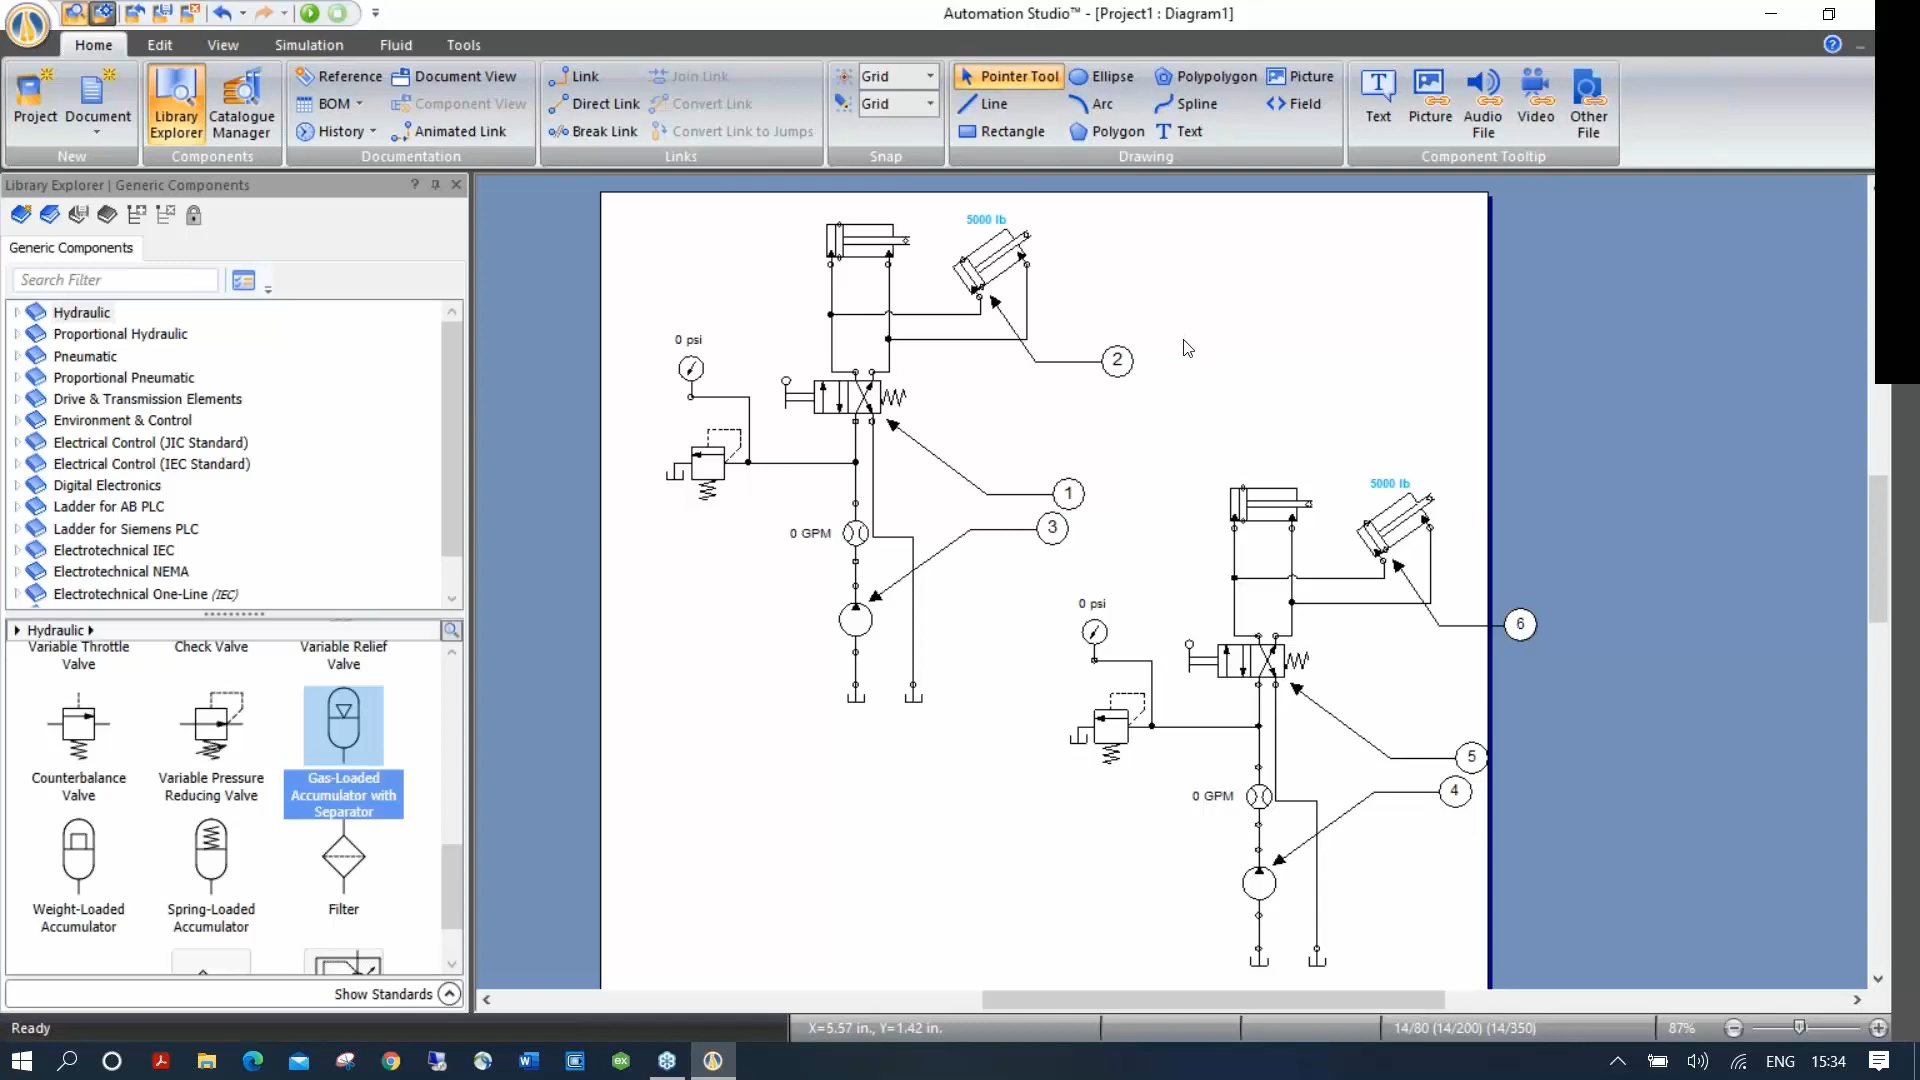 Automation Studio™ - [Project1 : Diagram1]
Home Edit View Simulation Fluid Tools
Project Document
New
Library Explorer
Catalogue Manager
Components
Reference Document View
BOM Component View
History Animated Link
Documentation
Link Join Link
Direct Link Convert Link
Break Link Convert Link to Jumps
Links
Grid
Grid
Snap
Pointer Tool Ellipse Polypolygon Picture
Line Arc Spline Field
Rectangle Polygon Text
Drawing
Text Picture Audio File Video Other File
Component Tooltip
Library Explorer | Generic Components
Generic Components
Search Filter
Hydraulic
Proportional Hydraulic
Pneumatic
Proportional Pneumatic
Drive & Transmission Elements
Environment & Control
Electrical Control (JIC Standard)
Electrical Control (IEC Standard)
Digital Electronics
Ladder for AB PLC
Ladder for Siemens PLC
Electrotechnical IEC
Electrotechnical NEMA
Electrotechnical One-Line (IEC)
Hydraulic
Variable Throttle Valve
Check Valve
Variable Relief Valve
Counterbalance Valve
Variable Pressure Reducing Valve
Gas-Loaded Accumulator with Separator
Weight-Loaded Accumulator
Spring-Loaded Accumulator
Filter
Show Standards
5000 lb
0 psi
2
1
3
0 GPM
5000 lb
0 psi
6
5
4
0 GPM
Ready
X=5.57 in., Y=1.42 in.
14/80 (14/200) (14/350)
87%
ENG 15:34